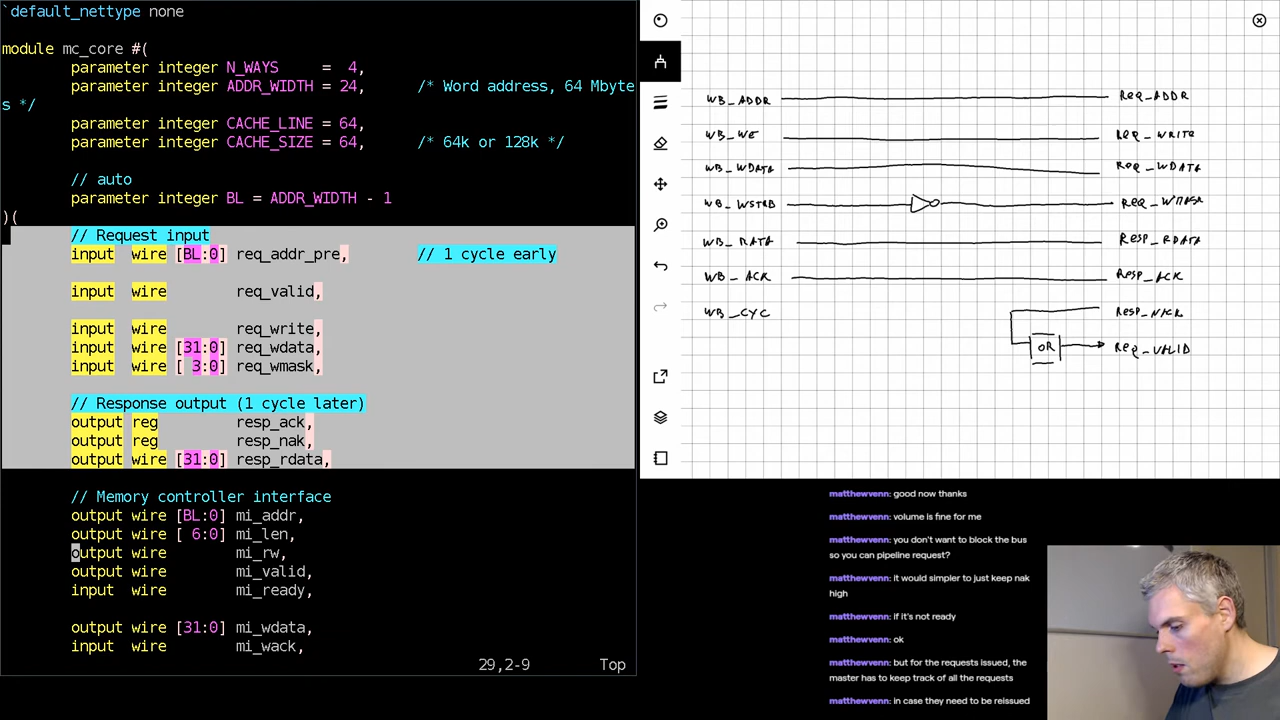 `default_nettype none
module mc_core #(
parameter integer N_WAYS = 4,
parameter integer ADDR_WIDTH = 24, /* Word address, 64 Mbyte
s */
parameter integer CACHE_LINE = 64,
parameter integer CACHE_SIZE = 64, /* 64k or 128k */
// auto
parameter integer BL = ADDR_WIDTH - 1
)(
// Request input
input wire [BL:0] req_addr_pre, // 1 cycle early
input wire req_valid,
input wire req_write,
input wire [31:0] req_wdata,
input wire [ 3:0] req_wmask,
// Response output (1 cycle later)
output reg resp_ack,
output reg resp_nak,
output wire [31:0] resp_rdata,
// Memory controller interface
output wire [BL:0] mi_addr,
output wire [ 6:0] mi_len,
output wire mi_rw,
output wire mi_valid,
input wire mi_ready,
output wire [31:0] mi_wdata,
input wire mi_wack,
29,2-9 Top
WB_ADDR REQ_ADDR
WB_WE REQ_WRITE
WB_WDATA REQ_WDATA
WB_WSTRB REQ_WMASK
WB_RATA RESP_RDATA
WB_ACK RESP_ACK
WB_CYC RESP_NACK
OR REQ_VALID
matthewvenn: good now thanks
matthewvenn: volume is fine for me
matthewvenn: you don't want to block the bus
so you can pipeline request?
matthewvenn: it would simpler to just keep nak
high
matthewvenn: if it's not ready
matthewvenn: ok
matthewvenn: but for the requests issued, the
master has to keep track of all the requests
matthewvenn: in case they need to be reissued